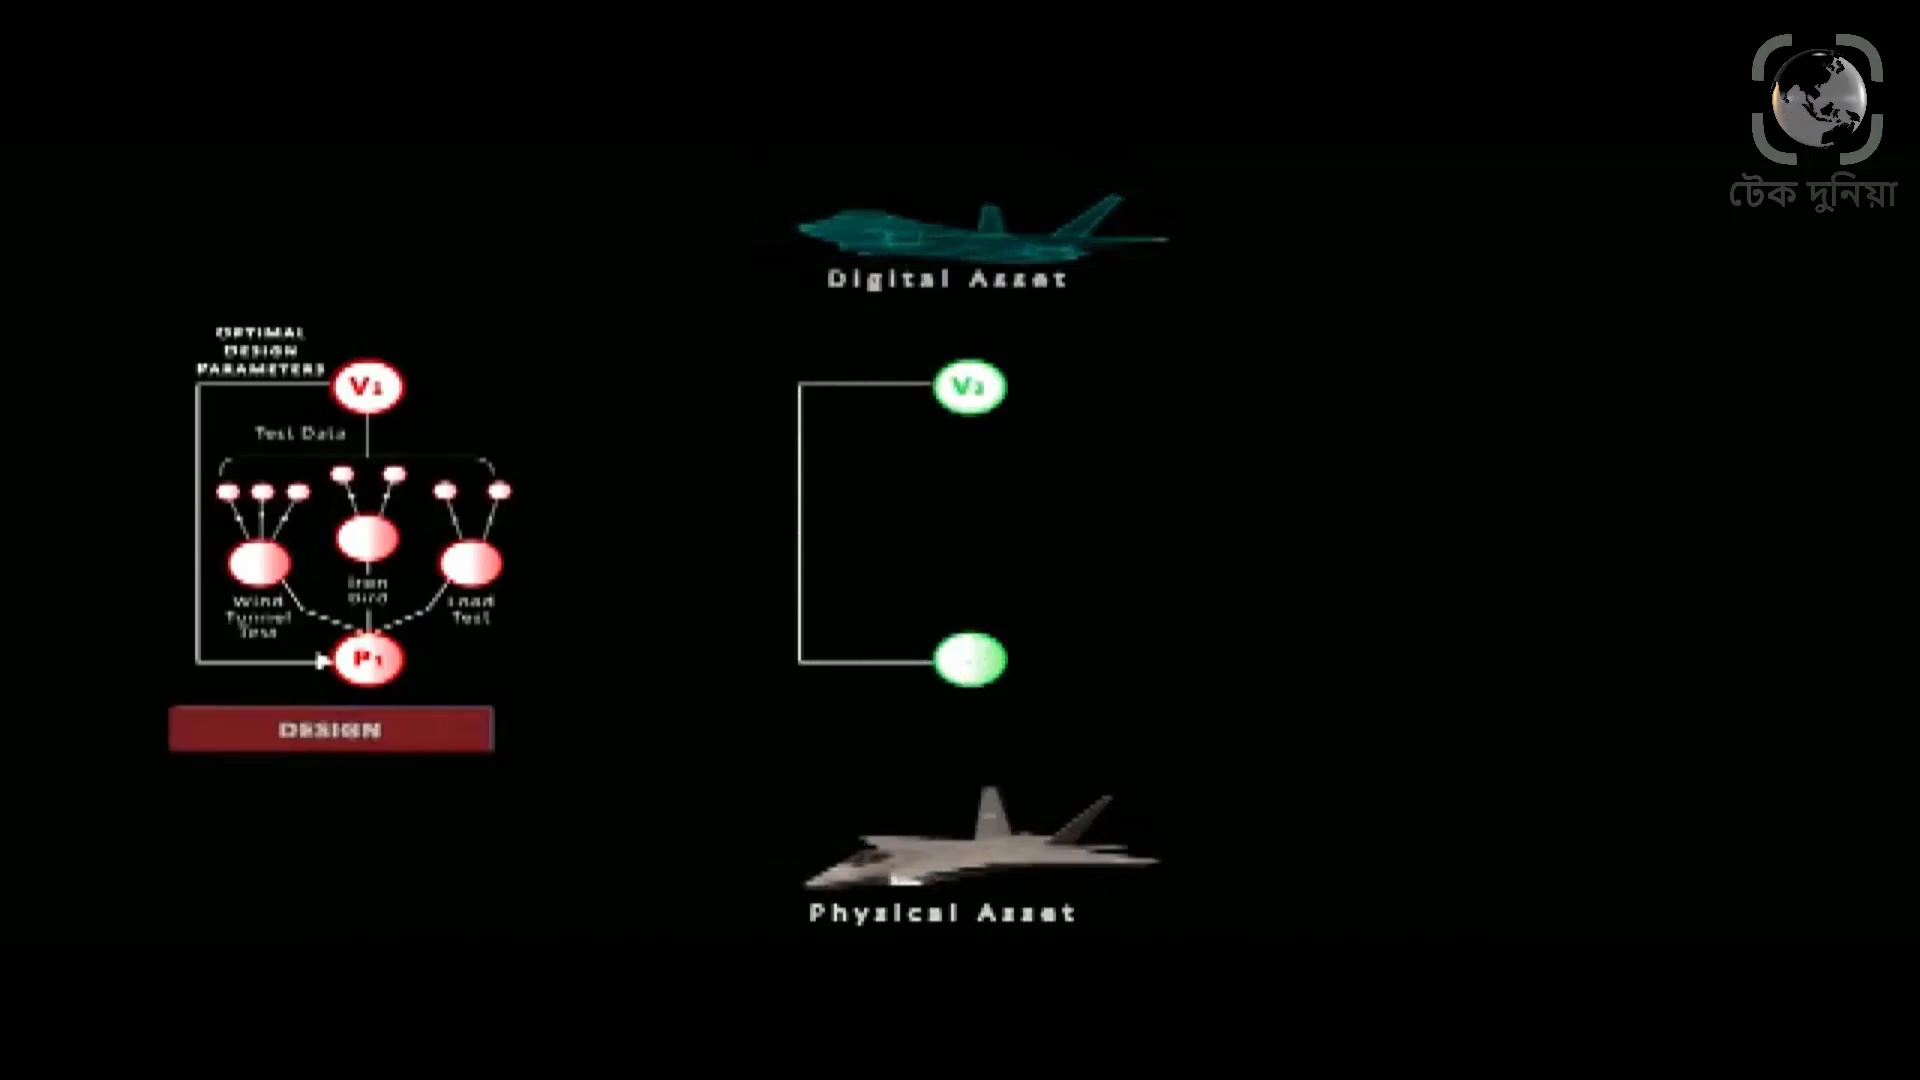 টেক দুনিয়া
Digital Asset
OPTIMAL
DESIGN
PARAMETERS
V1
V2
Test Data
Iron
Bird
Wind
Tunnel
Test
Load
Test
P1
DESIGN
Physical Asset